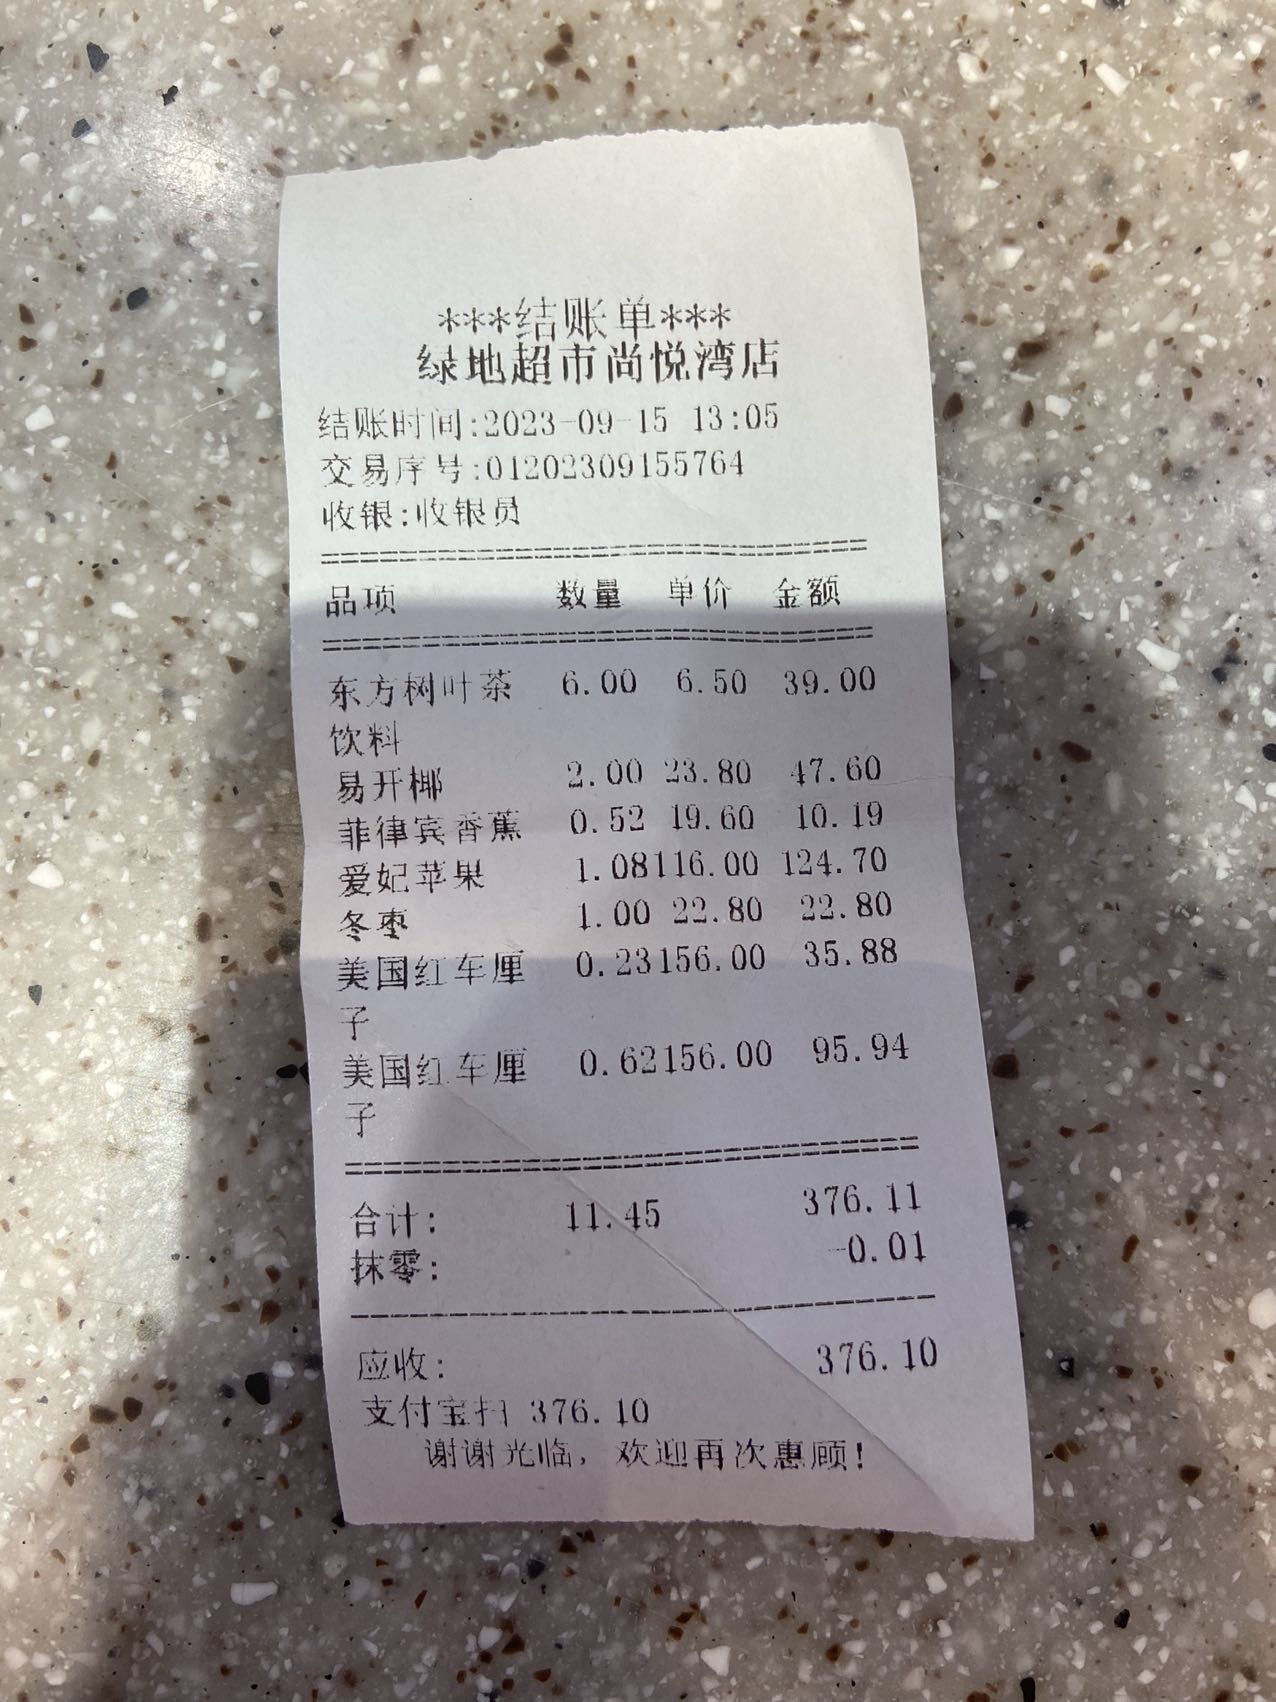 ***结账单***
绿地超市尚悦湾店
结账时间:2023-09-15 13:05
交易序号:01202309155764
收银:收银员
品项 数量 单价 金额
东方树叶茶 6.00 6.50 39.00
饮料
易开椰 2.00 23.80 47.60
菲律宾香蕉 0.52 19.60 10.19
爱妃苹果 1.08116.00 124.70
冬枣 1.00 22.80 22.80
美国红车厘 0.23156.00 35.88
子
美国红车厘 0.62156.00 95.94
子
合计: 11.45 376.11
抹零: -0.01
应收: 376.10
支付宝扫 376.10
谢谢光临，欢迎再次惠顾!